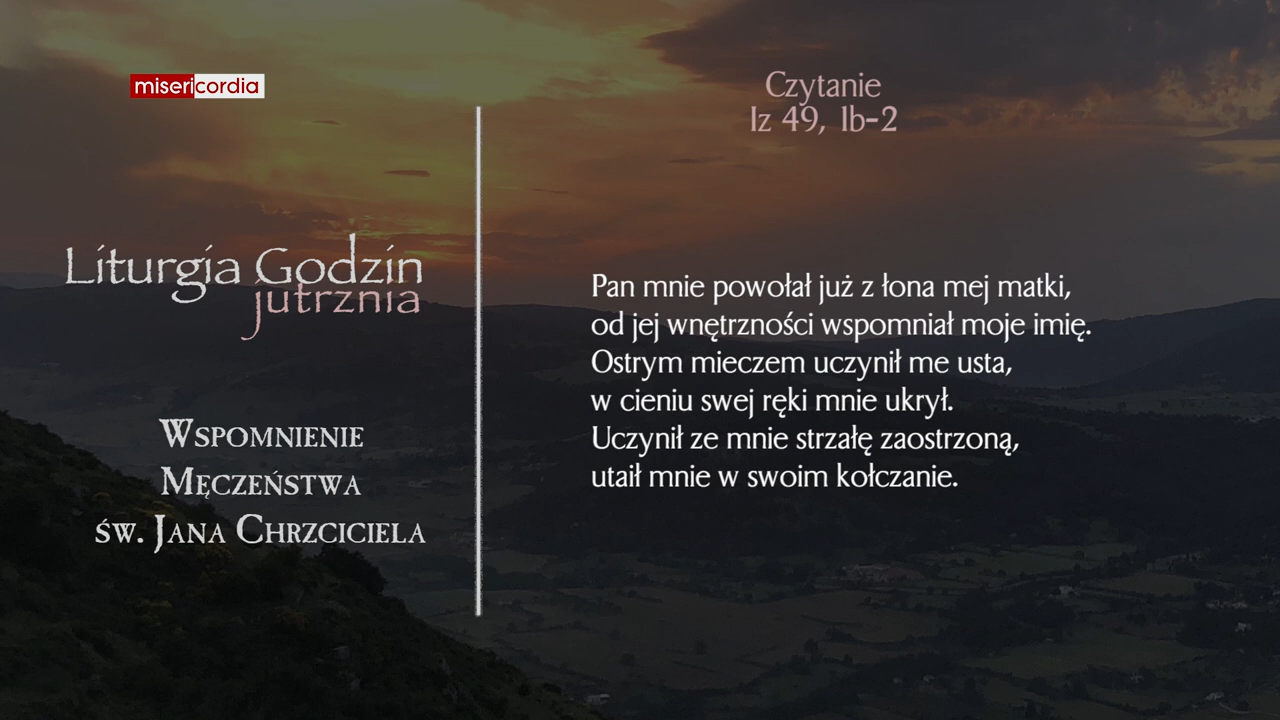 misericordia
Liturgia Godzin
jutrznia
Wspomnienie
Męczeństwa
św. Jana Chrzciciela
Czytanie
Iz 49, 1b-2
Pan mnie powołał już z łona mej matki,
od jej wnętrzności wspomniał moje imię.
Ostrym mieczem uczynił me usta,
w cieniu swej ręki mnie ukrył.
Uczynił ze mnie strzałę zaostrzoną,
utaił mnie w swoim kołczanie.